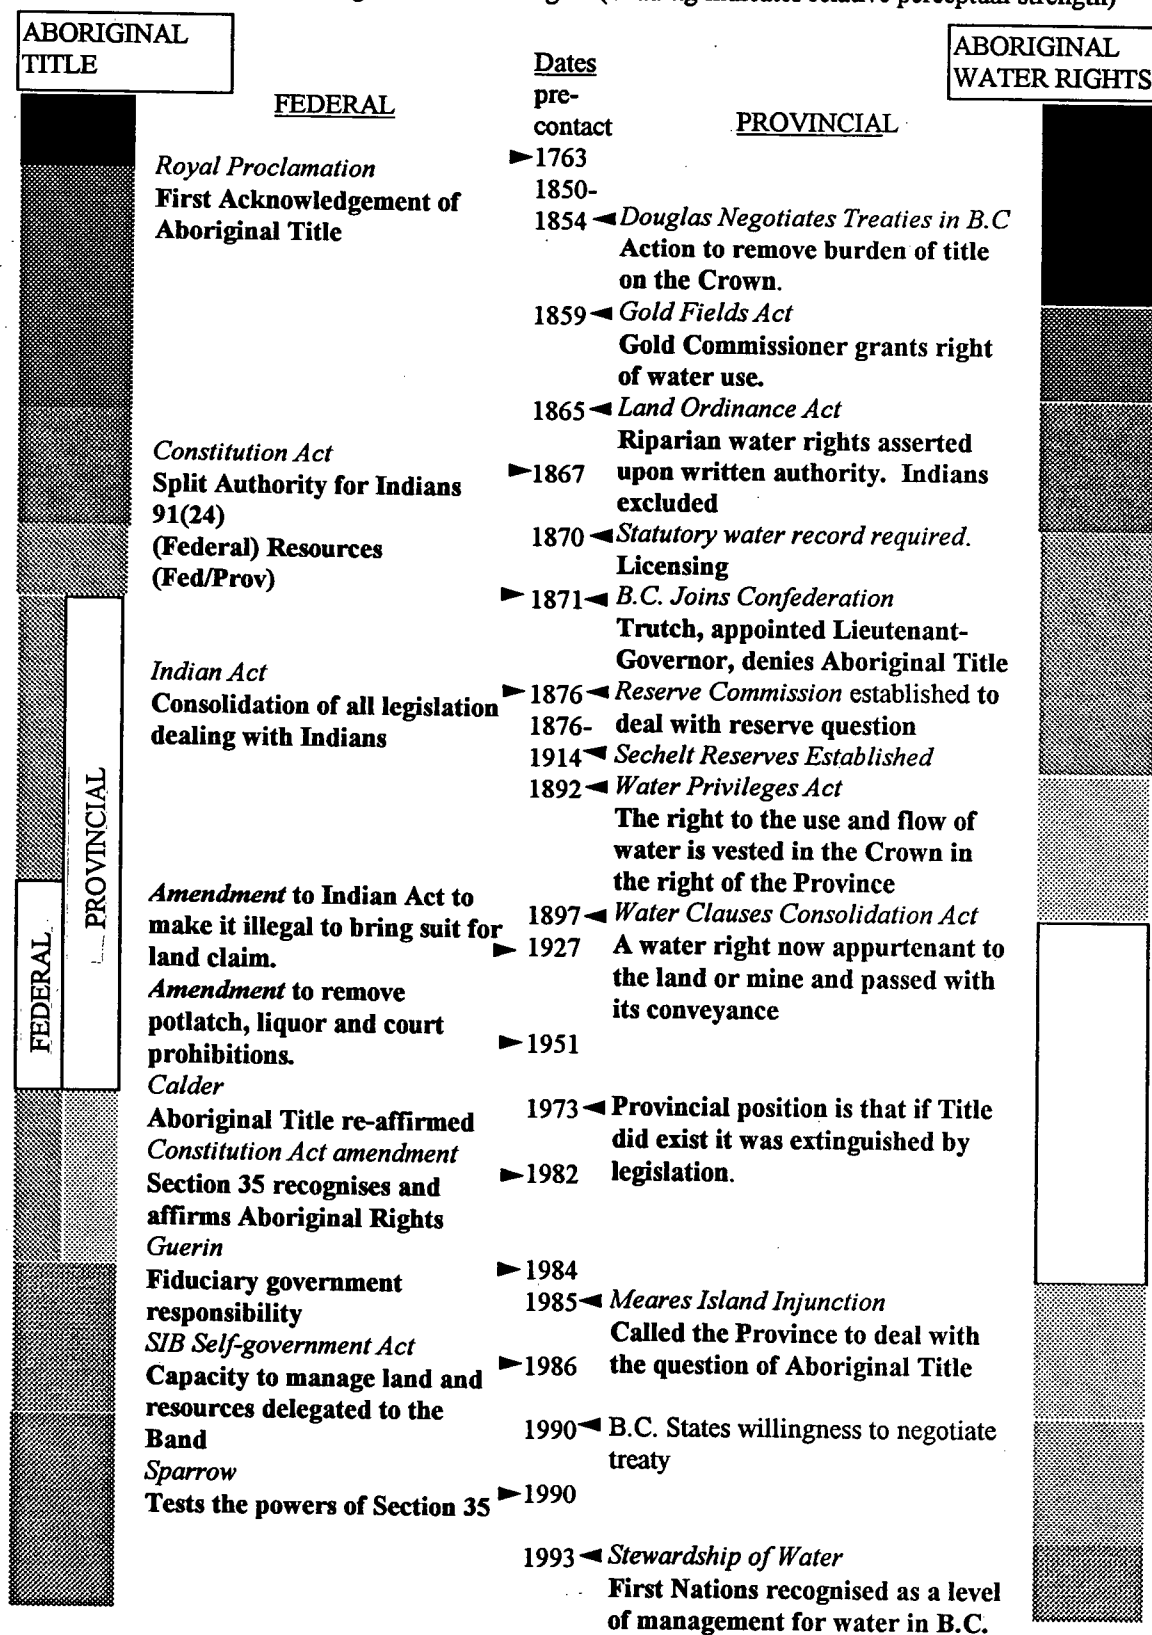 ABORIGINAL
TITLE
ABORIGINAL
WATER RIGHTS
Dates
pre-
contact
FEDERAL
PROVINCIAL
Royal Proclamation
First Acknowledgement of
Aboriginal Title
►1763
1850-
1854 ◄ Douglas Negotiates Treaties in B.C
Action to remove burden of title
on the Crown.
1859 ◄ Gold Fields Act
Gold Commissioner grants right
of water use.
1865 ◄ Land Ordinance Act
Riparian water rights asserted
upon written authority. Indians
excluded
Constitution Act
Split Authority for Indians
91(24)
(Federal) Resources
(Fed/Prov)
►1867
1870 ◄ Statutory water record required.
Licensing
► 1871 ◄ B.C. Joins Confederation
Trutch, appointed Lieutenant-
Governor, denies Aboriginal Title
Indian Act
Consolidation of all legislation
dealing with Indians
► 1876 ◄ Reserve Commission established to
deal with reserve question
1876-
1914 ◄ Sechelt Reserves Established
1892 ◄ Water Privileges Act
The right to the use and flow of
water is vested in the Crown in
the right of the Province
PROVINCIAL
FEDERAL
Amendment to Indian Act to
make it illegal to bring suit for
land claim.
1897 ◄ Water Clauses Consolidation Act
► 1927
A water right now appurtenant to
the land or mine and passed with
its conveyance
Amendment to remove
potlatch, liquor and court
prohibitions.
►1951
Calder
Aboriginal Title re-affirmed
1973 ◄ Provincial position is that if Title
did exist it was extinguished by
legislation.
Constitution Act amendment
Section 35 recognises and
affirms Aboriginal Rights
►1982
Guerin
Fiduciary government
responsibility
►1984
1985 ◄ Meares Island Injunction
Called the Province to deal with
the question of Aboriginal Title
SIB Self-government Act
Capacity to manage land and
resources delegated to the
Band
►1986
1990 ◄ B.C. States willingness to negotiate
treaty
Sparrow
Tests the powers of Section 35
►1990
1993 ◄ Stewardship of Water
First Nations recognised as a level
of management for water in B.C.